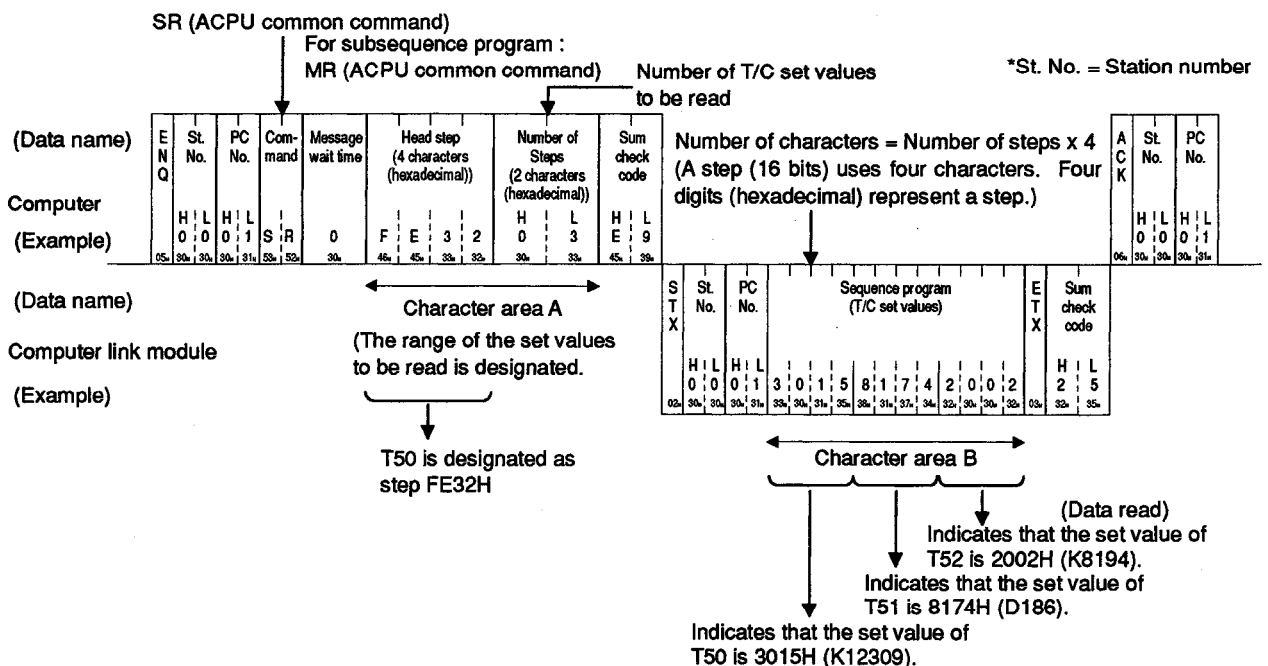 SR (ACPU common command)
For subsequence program :
MR (ACPU common command)
Number of T/C set values
to be read
*St. No. = Station number
(Data name)
E N Q
St. No.
PC No.
Com-mand
Message wait time
Head step
(4 characters
(hexadecimal))
Number of
Steps
(2 characters
(hexadecimal))
Sum
check
code
Number of characters = Number of steps x 4
(A step (16 bits) uses four characters. Four
digits (hexadecimal) represent a step.)
A C K
St. No.
PC No.
Computer
H L H L H L H L H L H L
(Example)
0 0 0 1 S R 0 F E 3 2 0 3 E 9 0 0 0 1
05H 30H 30H 30H 31H 53H 52H 30H 46H 45H 33H 32H 30H 33H 45H 39H 06H 30H 30H 30H 31H
(Data name)
Character area A
S T X
St. No.
PC No.
Sequence program
(T/C set values)
E T X
Sum
check
code
Computer link module
(The range of the set values
to be read is designated.
H L H L H L
(Example)
0 0 0 1 3 0 1 5 8 1 7 4 2 0 0 2 2 5
02H 30H 30H 30H 31H 33H 30H 31H 35H 38H 31H 37H 34H 32H 30H 30H 32H 03H 32H 35H
T50 is designated as
step FE32H
Character area B
(Data read)
Indicates that the set value of
T52 is 2002H (K8194).
Indicates that the set value of
T51 is 8174H (D186).
Indicates that the set value of
T50 is 3015H (K12309).